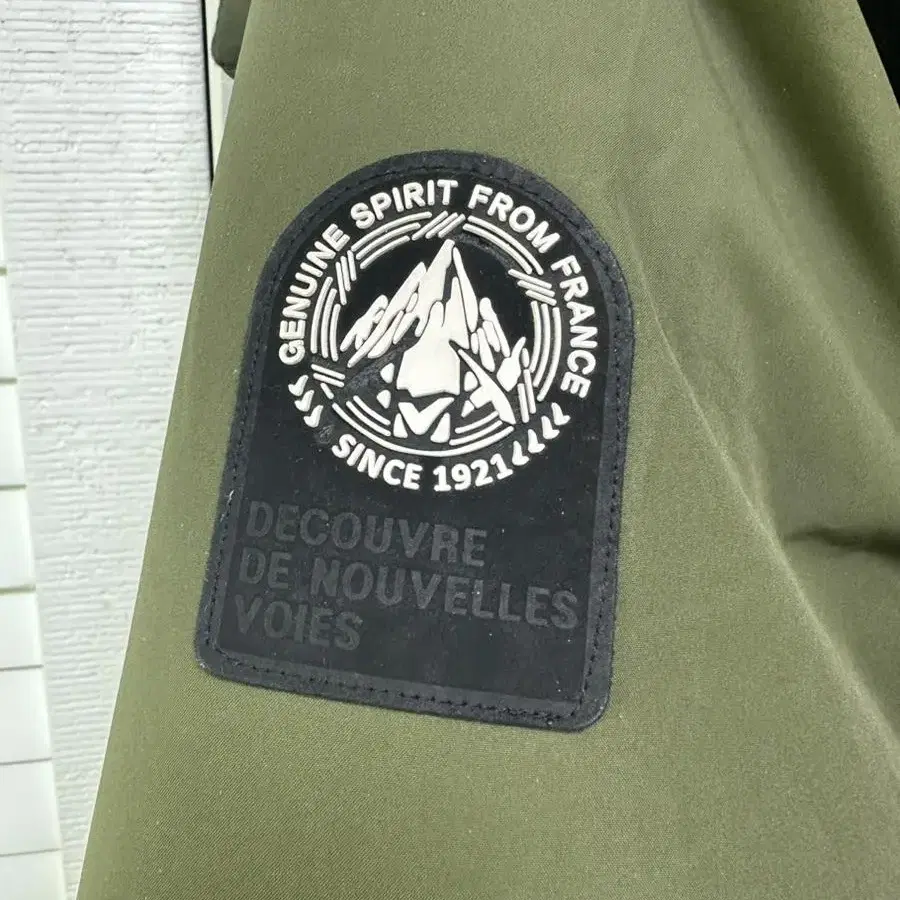 GENUINE SPIRIT FROM FRANCE
SINCE 1921
DECOUVRE
DE NOUVELLES
VOIES